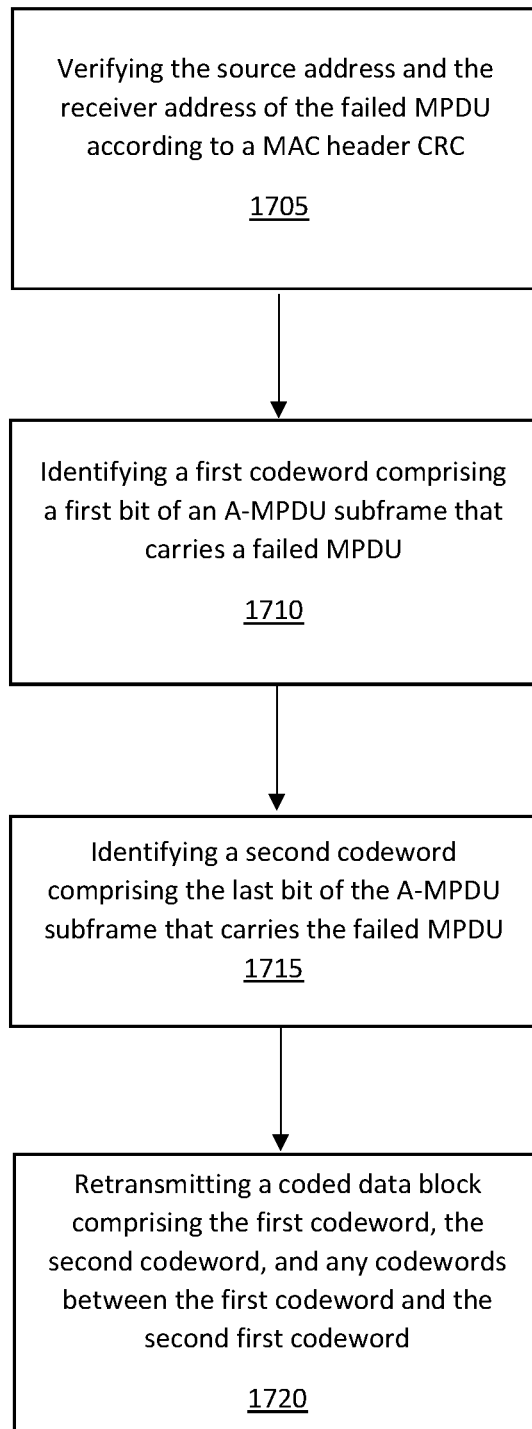 Verifying the source address and the
receiver address of the failed MPDU
according to a MAC header CRC
1705
Identifying a first codeword comprising
a first bit of an A-MPDU subframe that
carries a failed MPDU
1710
Identifying a second codeword
comprising the last bit of the A-MPDU
subframe that carries the failed MPDU
1715
Retransmitting a coded data block
comprising the first codeword, the
second codeword, and any codewords
between the first codeword and the
second first codeword
1720